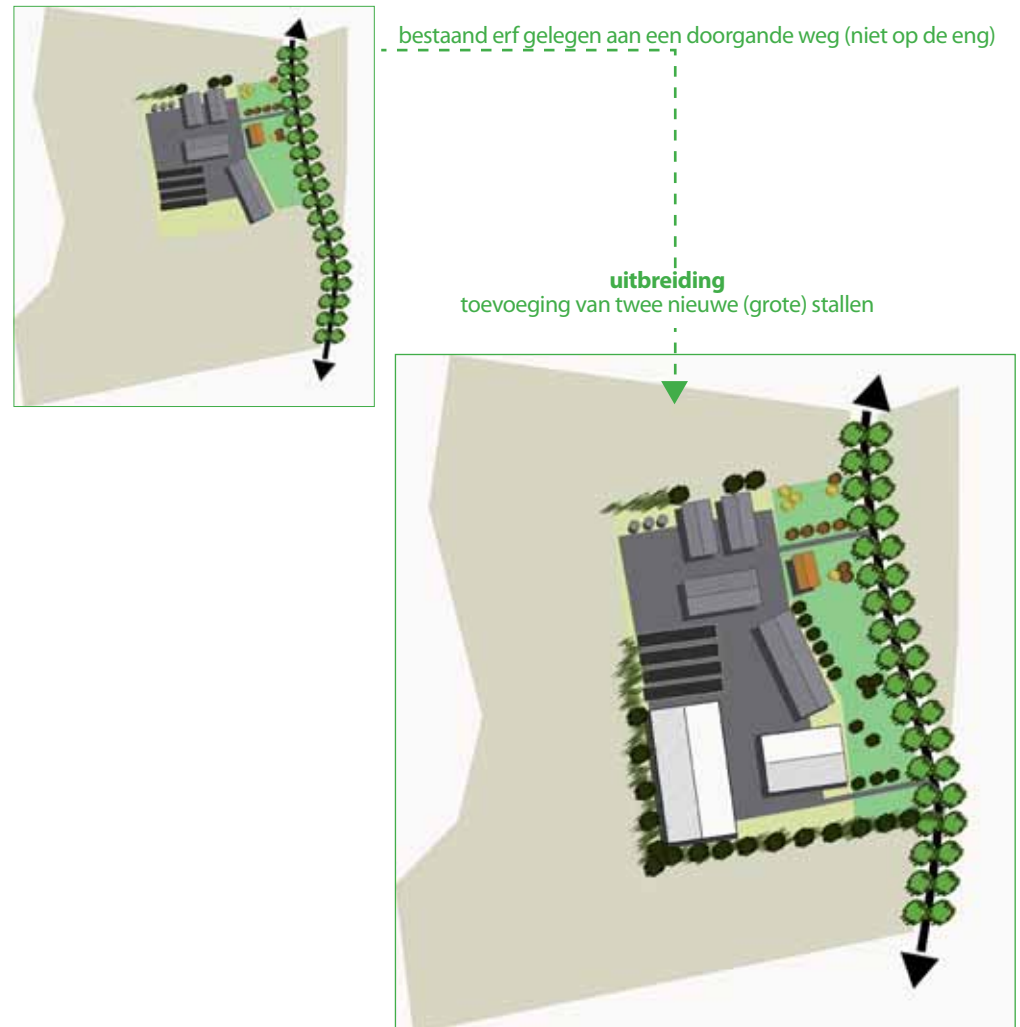 bestaand erf gelegen aan een doorgande weg (niet op de eng)
uitbreiding
toevoeging van twee nieuwe (grote) stallen